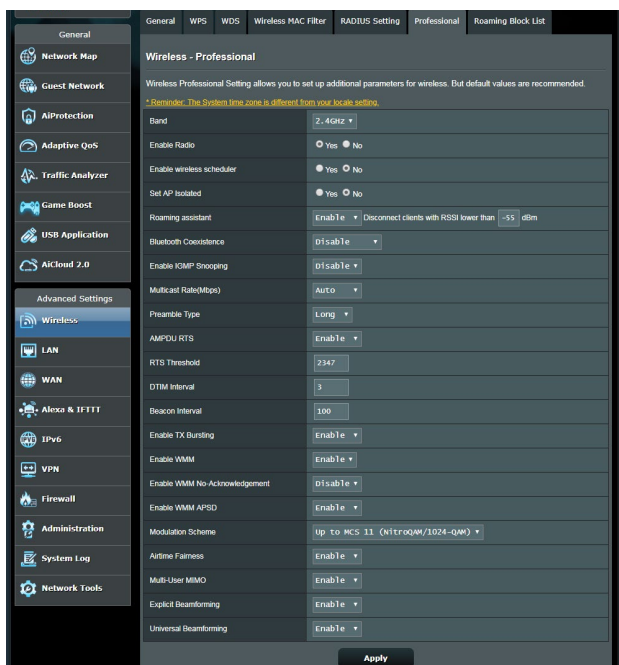 General WPS WDS Wireless MAC Filter RADIUS Setting Professional Roaming Block List
General
Network Map
Guest Network
AiProtection
Adaptive QoS
Traffic Analyzer
Game Boost
USB Application
AiCloud 2.0
Advanced Settings
Wireless
LAN
WAN
Alexa & IFTTT
IPv6
VPN
Firewall
Administration
System Log
Network Tools
Wireless - Professional
Wireless Professional Setting allows you to set up additional parameters for wireless. But default values are recommended.
* Reminder: The System time zone is different from your locale setting.
Band 2.4GHz
Enable Radio Yes No
Enable wireless scheduler Yes No
Set AP Isolated Yes No
Roaming assistant Enable Disconnect clients with RSSI lower than -55 dBm
Bluetooth Coexistence Disable
Enable IGMP Snooping Disable
Multicast Rate(Mbps) Auto
Preamble Type Long
AMPDU RTS Enable
RTS Threshold 2347
DTIM Interval 3
Beacon Interval 100
Enable TX Bursting Enable
Enable WMM Enable
Enable WMM No-Acknowledgement Disable
Enable WMM APSD Enable
Modulation Scheme Up to MCS 11 (NitroQAM/1024-QAM)
Airtime Fairness Enable
Multi-User MIMO Enable
Explicit Beamforming Enable
Universal Beamforming Enable
Apply